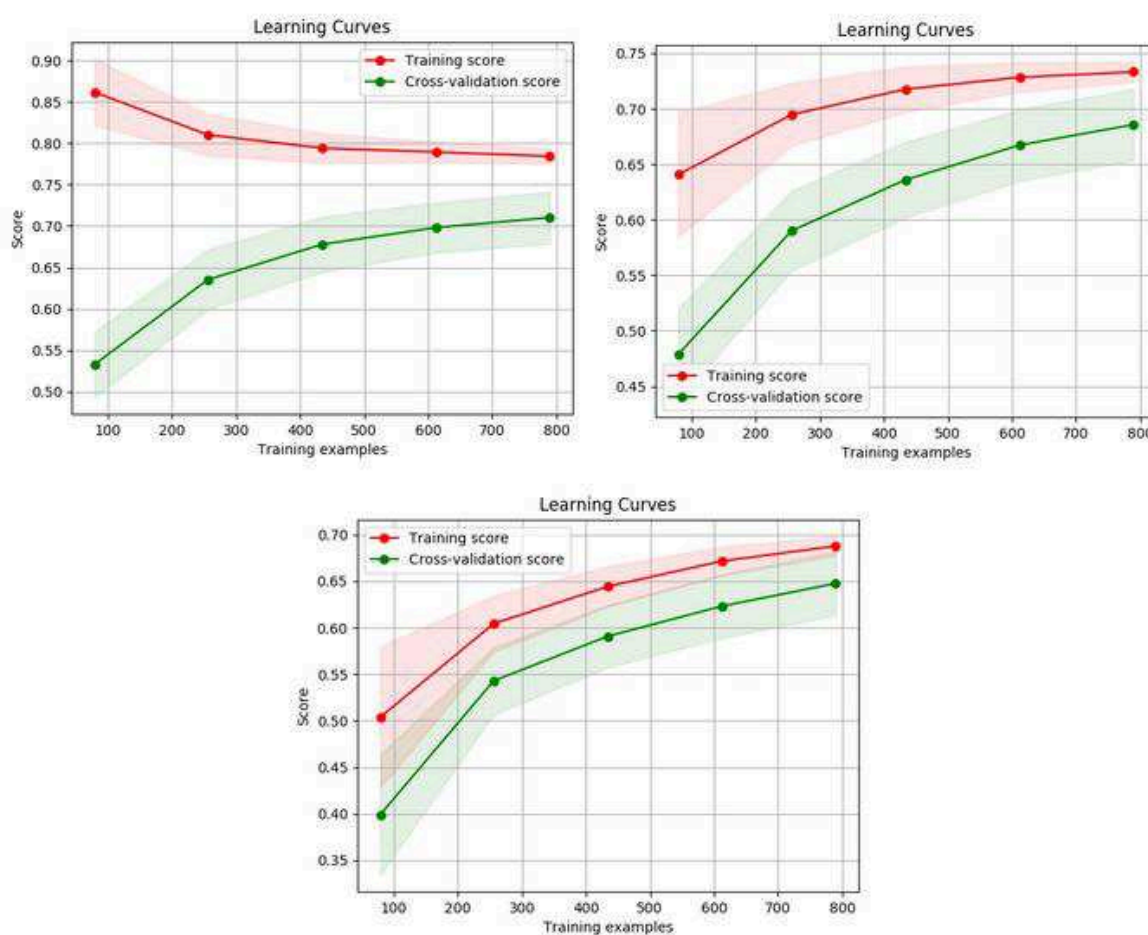 Learning Curves
Training score
Cross-validation score
0.90
0.85
0.80
0.75
0.70
0.65
0.60
0.55
0.50
Score
100 200 300 400 500 600 700 800
Training examples
Learning Curves
0.75
0.70
0.65
0.60
0.55
0.50
0.45
Score
Training score
Cross-validation score
100 200 300 400 500 600 700 800
Training examples
Learning Curves
Training score
Cross-validation score
0.70
0.65
0.60
0.55
0.50
0.45
0.40
0.35
Score
100 200 300 400 500 600 700 800
Training examples